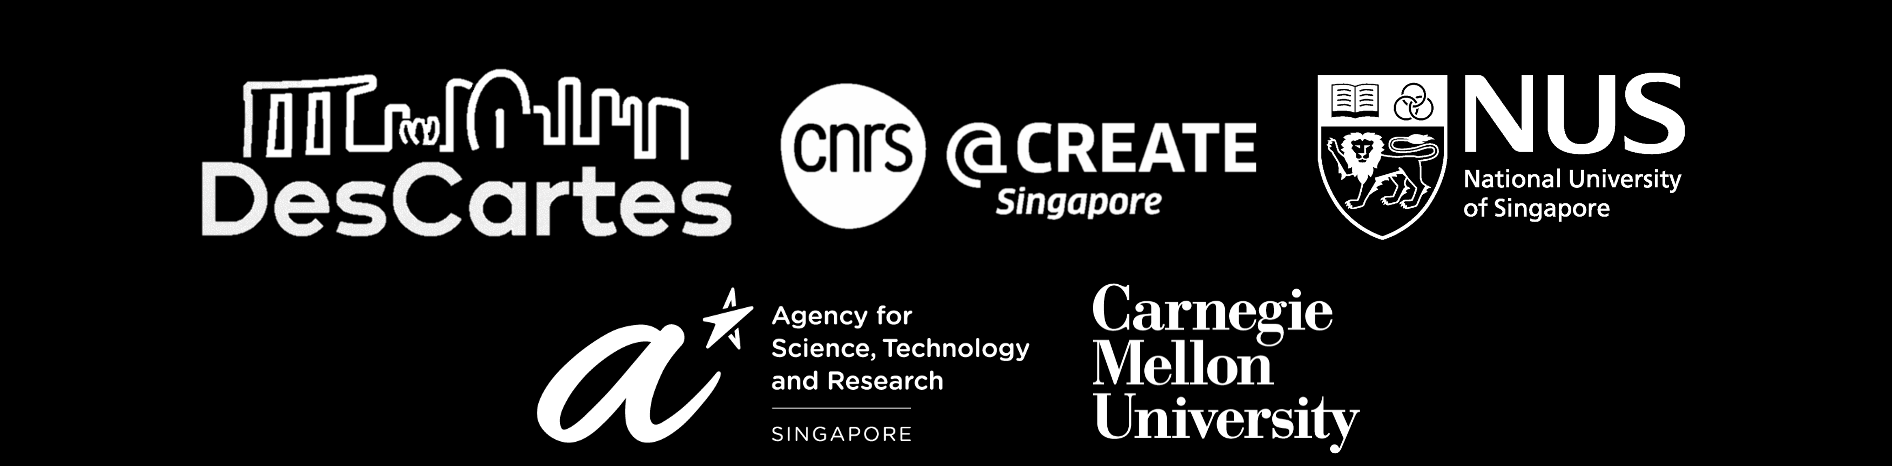 DesCartes
cnrs
@CREATE
Singapore
NUS
National University
of Singapore
a
Agency for
Science, Technology
and Research
SINGAPORE
Carnegie
Mellon
University